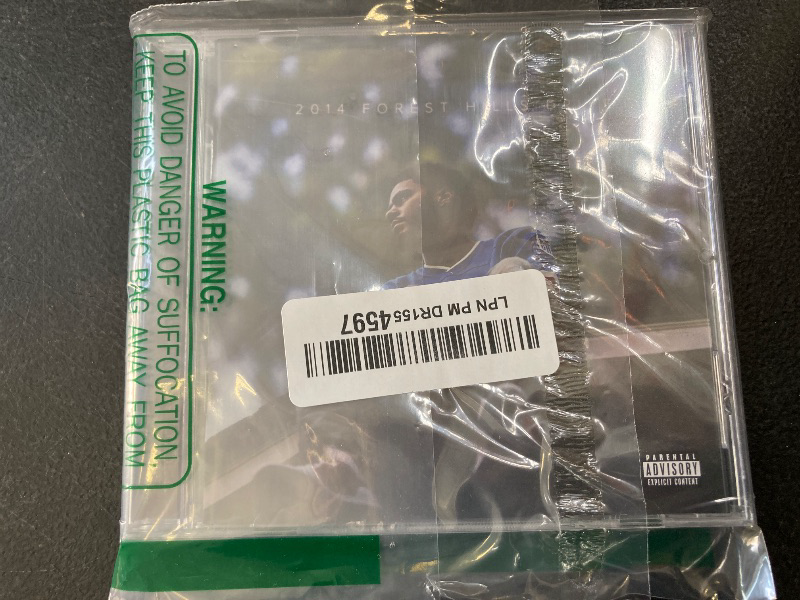 WARNING:
TO AVOID DANGER OF SUFFOCATION,
KEEP THIS PLASTIC BAG AWAY FROM
2014 FOREST
LPN PM DR1554597
PARENTAL
ADVISORY
EXPLICIT CONTENT